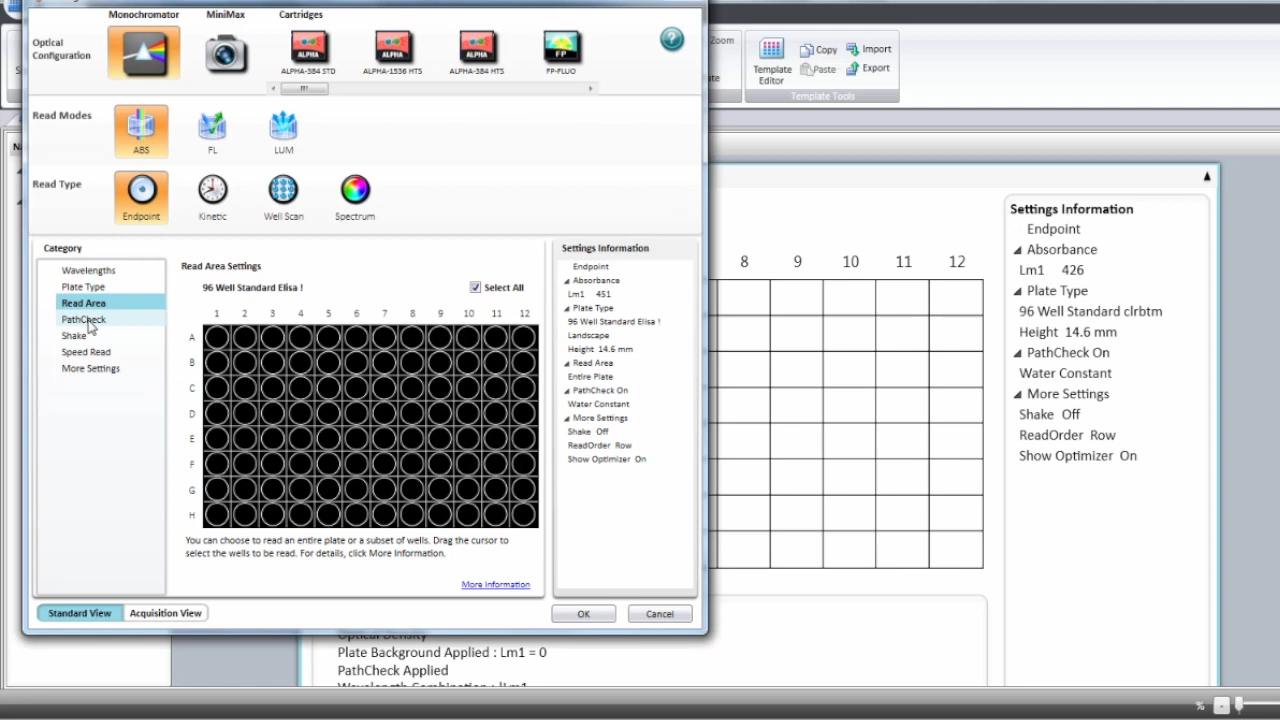 Monochromator MiniMax Cartridges
Optical Configuration
ALPHA ALPHA ALPHA FP
ALPHA-384 STD ALPHA-1536 HTS ALPHA-384 HTS FP-FLUO
Read Modes
ABS FL LUM
Read Type
Endpoint Kinetic Well Scan Spectrum
Category
Wavelengths
Plate Type
Read Area
PathCheck
Shake
Speed Read
More Settings
Read Area Settings
96 Well Standard Elisa ! Select All
1 2 3 4 5 6 7 8 9 10 11 12
A
B
C
D
E
F
G
H
You can choose to read an entire plate or a subset of wells. Drag the cursor to
select the wells to be read. For details, click More Information.
More Information
Settings Information
Endpoint
Absorbance
Lm1 451
Plate Type
96 Well Standard Elisa !
Landscape
Height 14.6 mm
Read Area
Entire Plate
PathCheck On
Water Constant
More Settings
Shake Off
ReadOrder Row
Show Optimizer On
Standard View Acquisition View
OK Cancel
Zoom
Template Editor
Copy Import
Paste Export
Template Tools
8 9 10 11 12
Settings Information
Endpoint
Absorbance
Lm1 426
Plate Type
96 Well Standard clrbtm
Height 14.6 mm
PathCheck On
Water Constant
More Settings
Shake Off
ReadOrder Row
Show Optimizer On
Optical Density
Plate Background Applied : Lm1 = 0
PathCheck Applied
Wavelength Combination : !Lm1
%